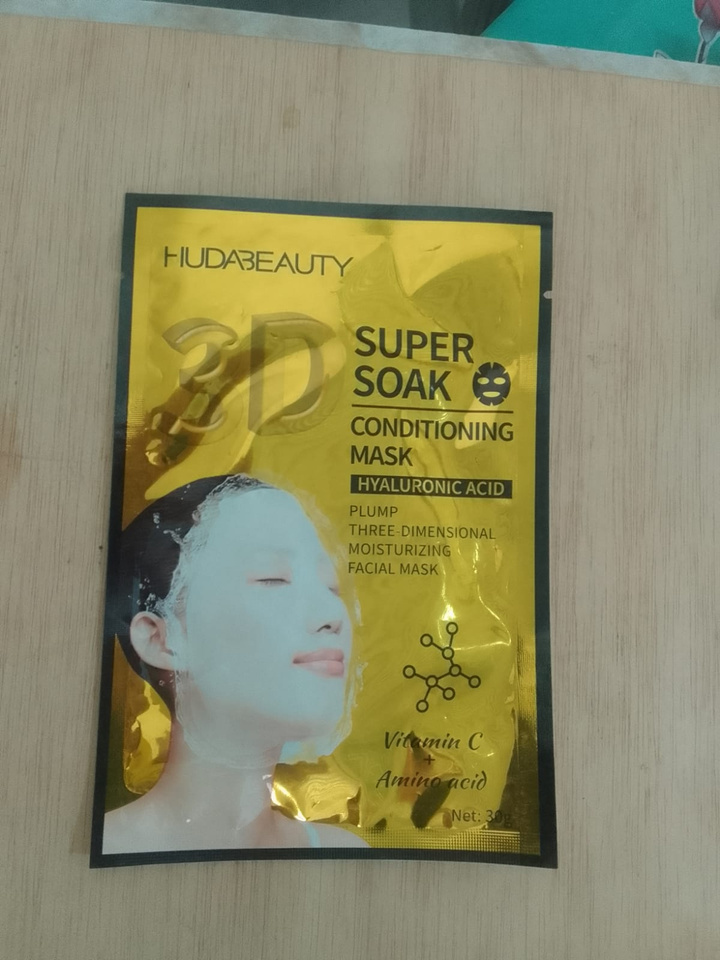 HUDABEAUTY
3D
SUPER
SOAK
CONDITIONING
MASK
HYALURONIC ACID
PLUMP
THREE-DIMENSIONAL
MOISTURIZING
FACIAL MASK
Vitamin C
+
Amino acid
Net: 30g